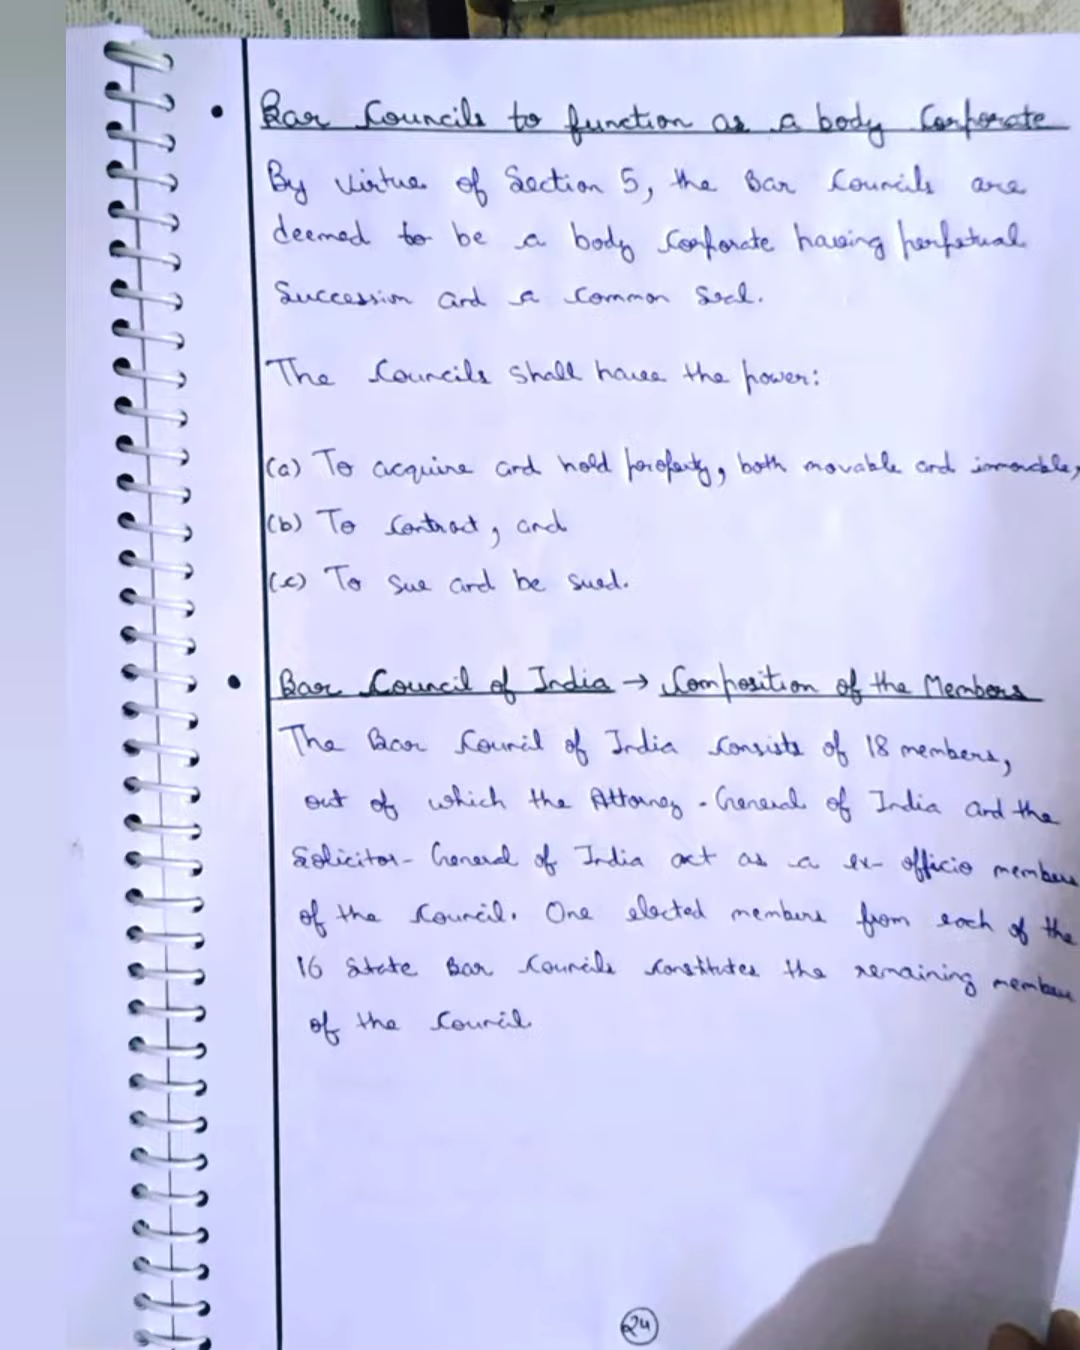 • Bar Councils to function as a body Corporate
By virtue of Section 5, the Bar Councils are
deemed to be a body Corporate having perpetual
Succession and a Common Seal.
The Councils shall have the power:
(a) To acquire and hold property, both movable and immovable,
(b) To Contract, and
(c) To Sue and be sued.
• Bar Council of India → Composition of the Members
The Bar Council of India Consists of 18 members,
out of which the Attorney-General of India and the
Solicitor-General of India act as a ex-officio members
of the Council. One elected members from each of the
16 State Bar Councils Constitutes the remaining members
of the Council.
24